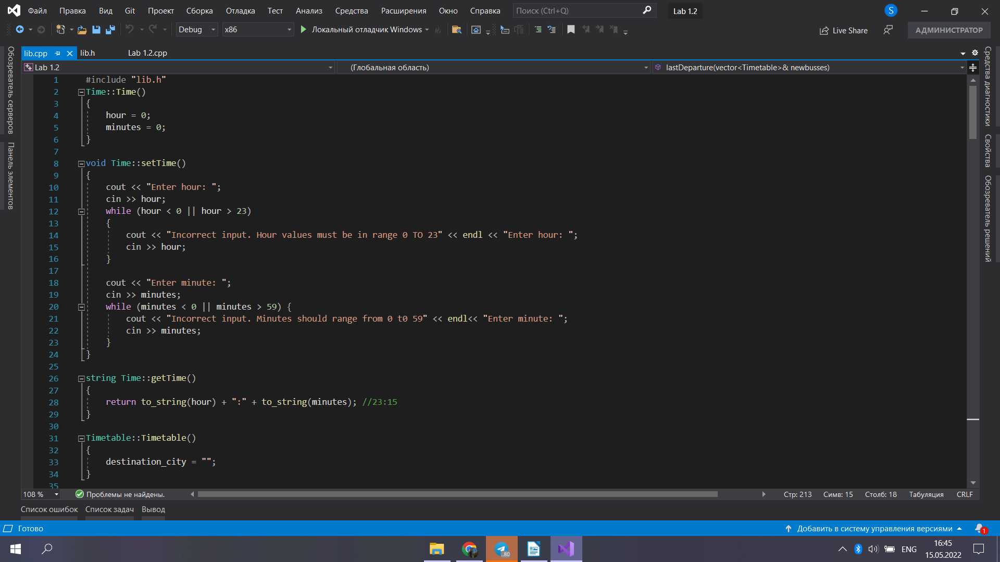 Файл Правка Вид Git Проект Сборка Отладка Тест Анализ Средства Расширения Окно Справка Поиск (Ctrl+Q) Lab 1.2 S
Debug x86 Локальный отладчик Windows Live Share АДМИНИСТРАТОР
Обозреватель серверов
Панель элементов
lib.cpp lib.h Lab 1.2.cpp
Lab 1.2 (Глобальная область) lastDeparture(vector<Timetable>& newbusses)
1 #include "lib.h"
2 Time::Time()
3 {
4 hour = 0;
5 minutes = 0;
6 }
7
8 void Time::setTime()
9 {
10 cout << "Enter hour: ";
11 cin >> hour;
12 while (hour < 0 || hour > 23)
13 {
14 cout << "Incorrect input. Hour values must be in range 0 TO 23" << endl << "Enter hour: ";
15 cin >> hour;
16 }
17
18 cout << "Enter minute: ";
19 cin >> minutes;
20 while (minutes < 0 || minutes > 59) {
21 cout << "Incorrect input. Minutes should range from 0 t0 59" << endl<< "Enter minute: ";
22 cin >> minutes;
23 }
24 }
25
26 string Time::getTime()
27 {
28 return to_string(hour) + ":" + to_string(minutes); //23:15
29 }
30
31 Timetable::Timetable()
32 {
33 destination_city = "";
34 }
35
Средства диагностики
Свойства
Обозреватель решений
108 % Проблемы не найдены. Стр: 213 Симв: 15 Столб: 18 Табуляция CRLF
Список ошибок Список задач Вывод
Готово Добавить в систему управления версиями 1
..80 ENG 16:45
15.05.2022